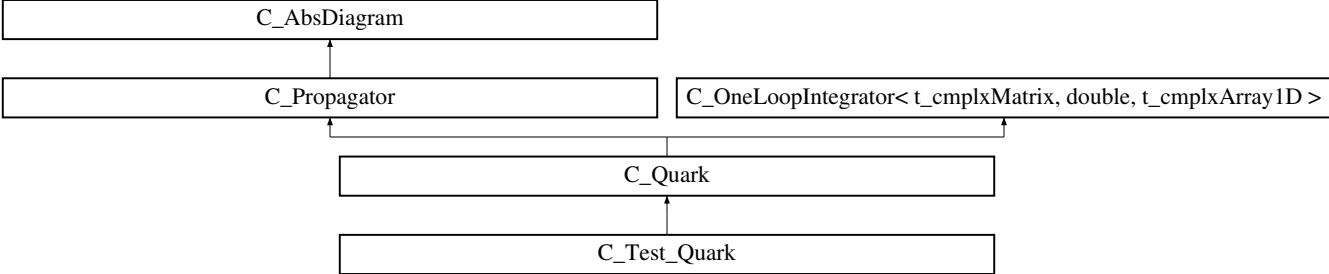 C_AbsDiagram
C_Propagator
C_OneLoopIntegrator< t_cmplxMatrix, double, t_cmplxArray1D >
C_Quark
C_Test_Quark